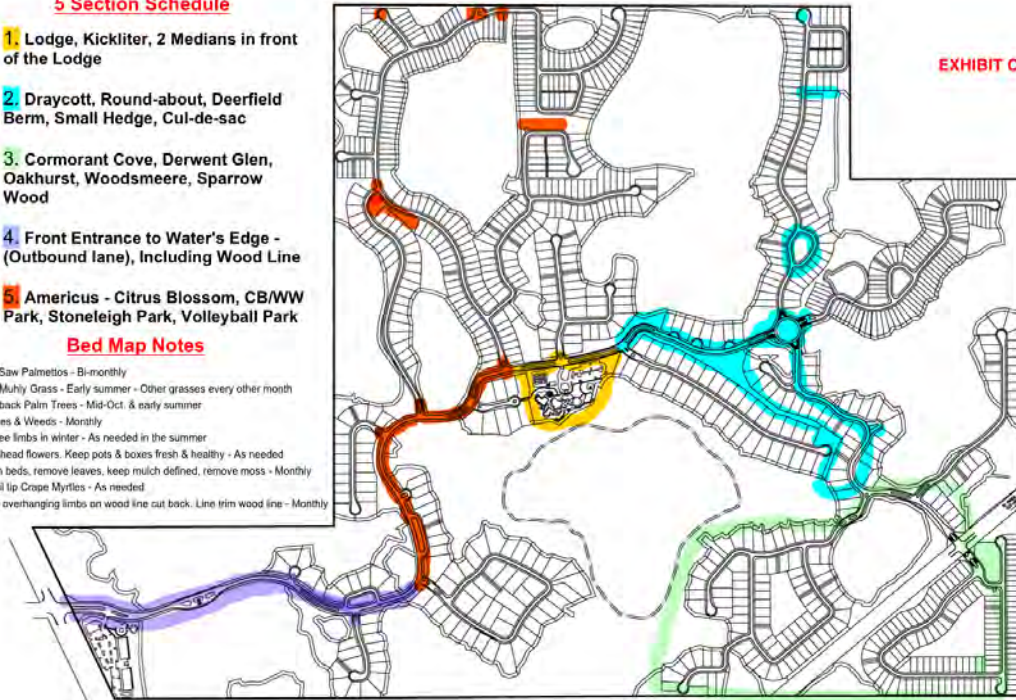 5 Section Schedule
1. Lodge, Kickliter, 2 Medians in front
of the Lodge
2. Draycott, Round-about, Deerfield
Berm, Small Hedge, Cul-de-sac
3. Cormorant Cove, Derwent Glen,
Oakhurst, Woodsmeere, Sparrow
Wood
4. Front Entrance to Water's Edge -
(Outbound lane), Including Wood Line
5. Americus - Citrus Blossom, CB/WW
Park, Stoneleigh Park, Volleyball Park
Bed Map Notes
Saw Palmettos - Bi-monthly
Muhly Grass - Early summer - Other grasses every other month
back Palm Trees - Mid-Oct. & early summer
es & Weeds - Monthly
ee limbs in winter - As needed in the summer
head flowers. Keep pots & boxes fresh & healthy - As needed
beds, remove leaves, keep mulch defined, remove moss - Monthly
tip Crape Myrtles - As needed
overhanging limbs on wood line cut back. Line trim wood line - Monthly
EXHIBIT C